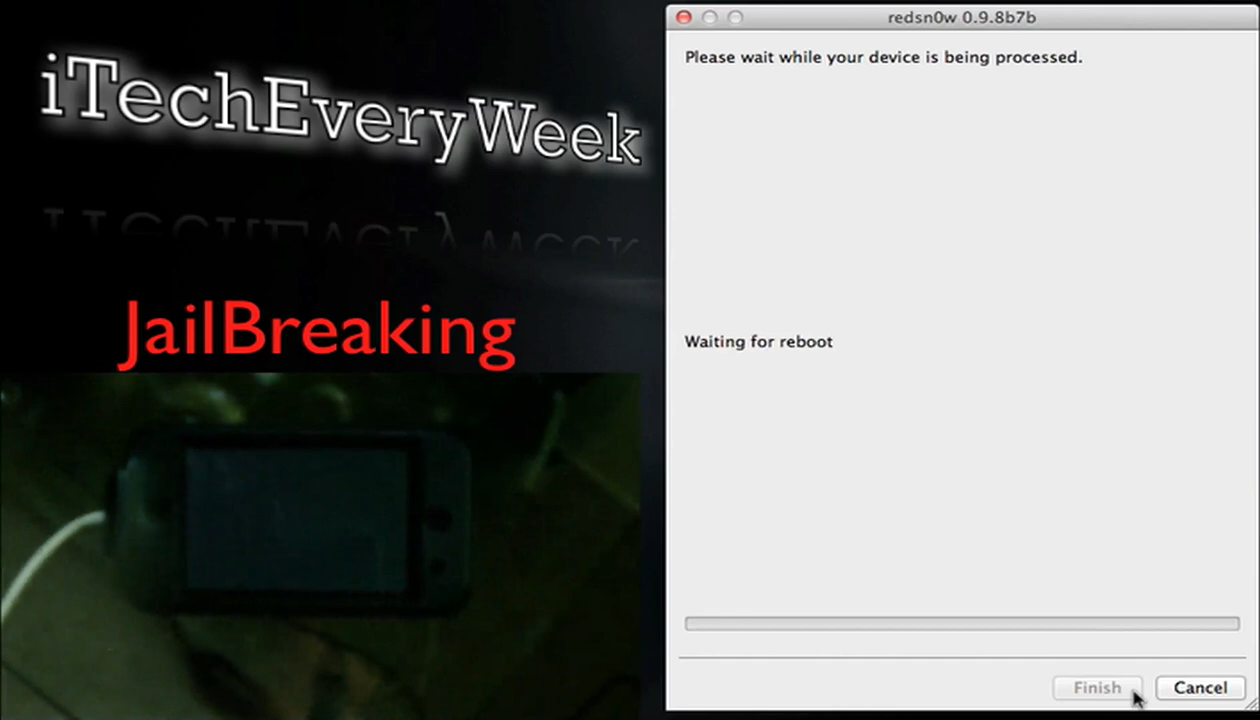 iTechEveryWeek
JailBreaking
redsn0w 0.9.8b7b
Please wait while your device is being processed.
Waiting for reboot
Finish
Cancel